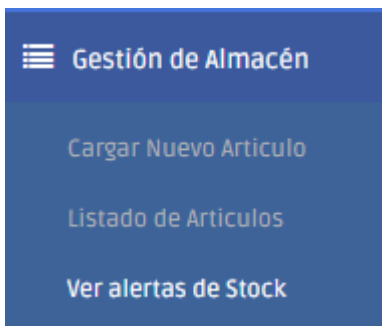 Gestión de Almacén
Cargar Nuevo Articulo
Listado de Articulos
Ver alertas de Stock